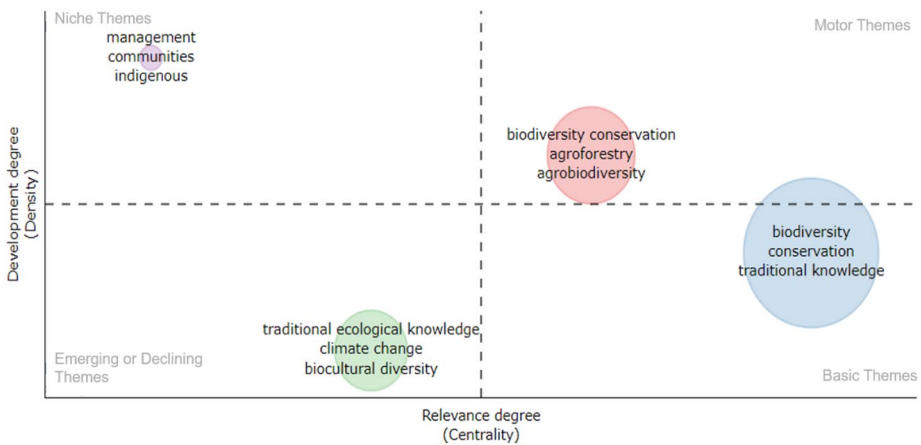 Niche Themes
Motor Themes
management
communities
indigenous
biodiversity conservation
agroforestry
agrobiodiversity
Development degree
(Density)
biodiversity
conservation
traditional knowledge
traditional ecological knowledge
climate change
biocultural diversity
Emerging or Declining
Themes
Basic Themes
Relevance degree
(Centrality)